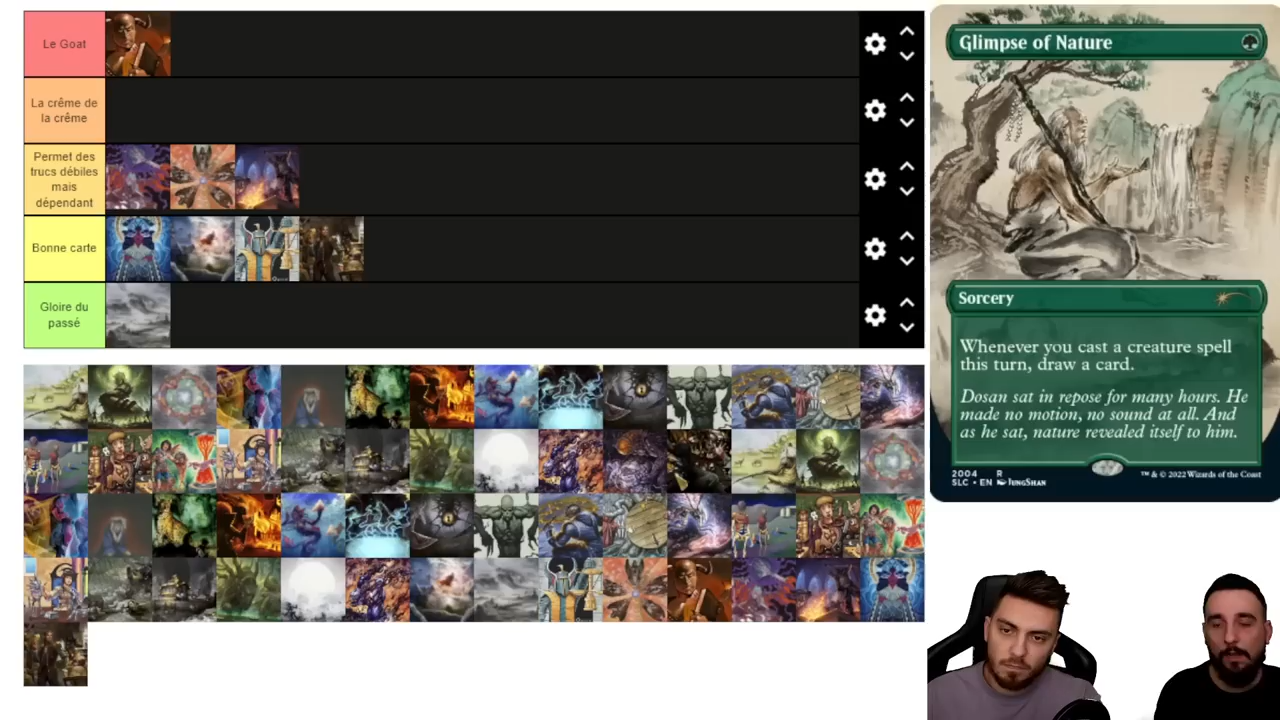 Le Goat
La crême de
la crême
Permet des
trucs débiles
mais
dépendant
Bonne carte
Gloire du
passé
Glimpse of Nature
Sorcery
Whenever you cast a creature spell
this turn, draw a card.
Dosan sat in repose for many hours. He
made no motion, no sound at all. And
as he sat, nature revealed itself to him.
2004 R
SLC • EN JUNGSHAN
™ & © 2022 Wizards of the Coast